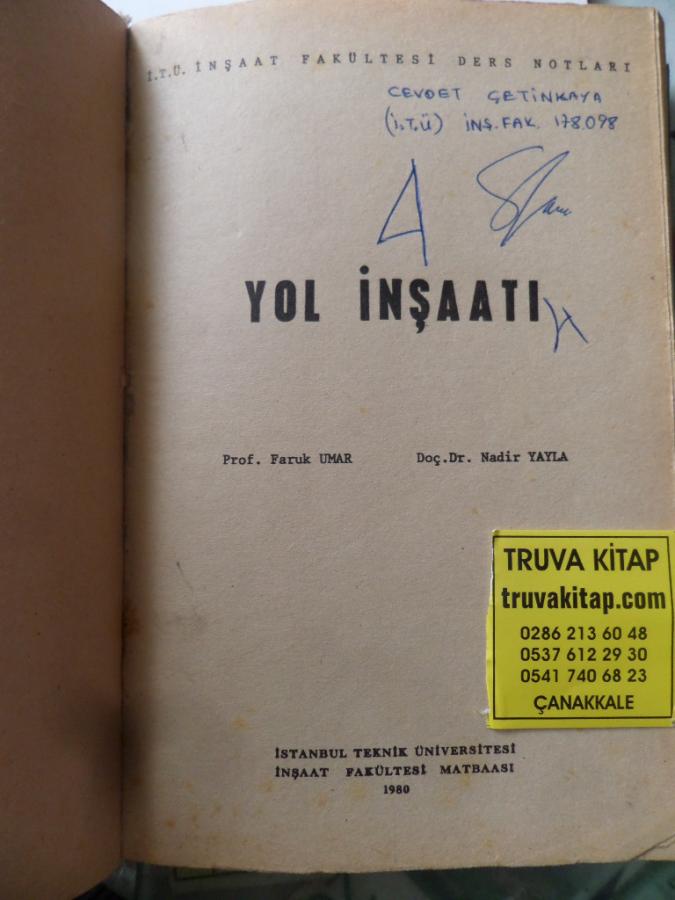 İ.T.Ü. İNŞAAT FAKÜLTESİ DERS NOTLARI
CEVDET ÇETİNKAYA
(İ.T.Ü) İNŞ. FAK. 178.098
YOL İNŞAATI
Prof. Faruk UMAR Doç.Dr. Nadir YAYLA
TRUVA KİTAP
truvakitap.com
0286 213 60 48
0537 612 29 30
0541 740 68 23
ÇANAKKALE
İSTANBUL TEKNİK ÜNİVERSİTESİ
İNŞAAT FAKÜLTESİ MATBAASI
1980